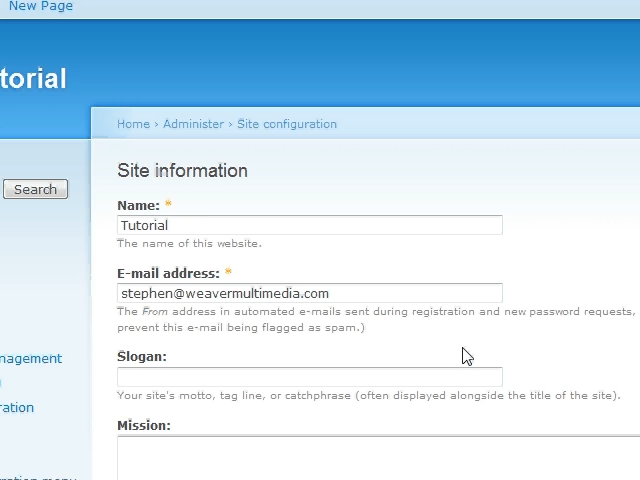 New Page
torial
Home › Administer › Site configuration
Site information
Search
Name: *
Tutorial
The name of this website.
E-mail address: *
stephen@weavermultimedia.com
The From address in automated e-mails sent during registration and new password requests,
prevent this e-mail being flagged as spam.)
Slogan:
nagement
Your site's motto, tag line, or catchphrase (often displayed alongside the title of the site).
ration
Mission: